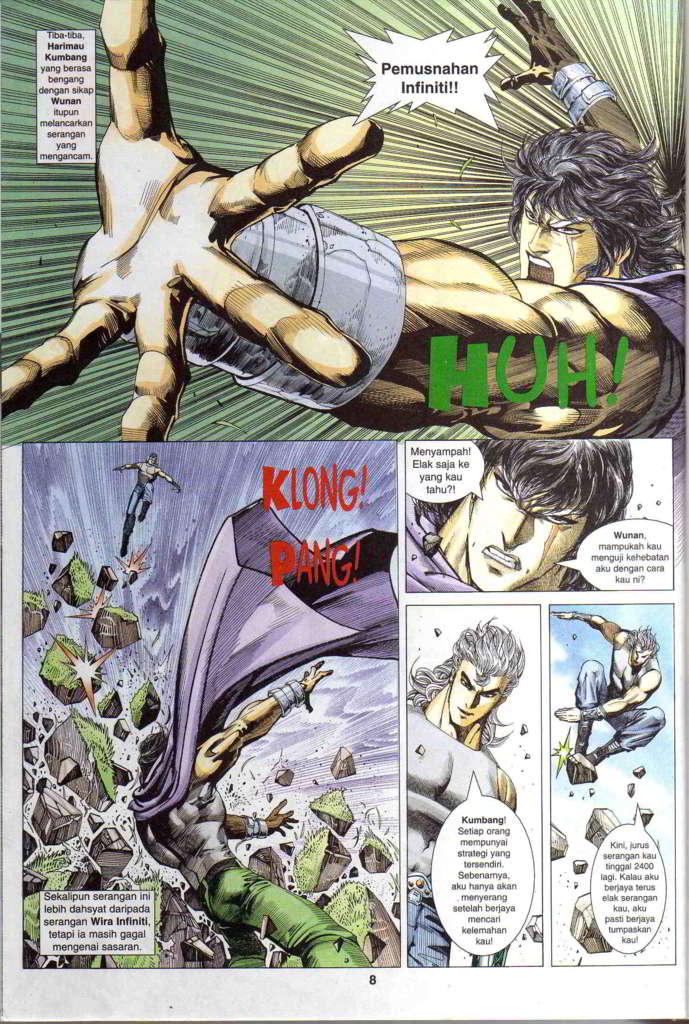 Tiba-tiba,
Harimau
Kumbang
yang berasa
bengang
dengan sikap
Wunan
itupun
melancarkan
serangan
yang
mengancam.
Pemusnahan
Infiniti!!
HUH!
KLONG!
PANG!
Sekalipun serangan ini
lebih dahsyat daripada
serangan Wira Infiniti,
tetapi ia masih gagal
mengenai sasaran.
Menyampah!
Elak saja ke
yang kau
tahu?!
Wunan,
mampukah kau
menguji kehebatan
aku dengan cara
kau ni?
Kumbang!
Setiap orang
mempunyai
strategi yang
tersendiri.
Sebenarnya,
aku hanya akan
menyerang
setelah berjaya
mencari
kelemahan
kau!
Kini, jurus
serangan kau
tinggal 2400
lagi. Kalau aku
berjaya terus
elak serangan
kau, aku
pasti berjaya
tumpaskan
kau!
8